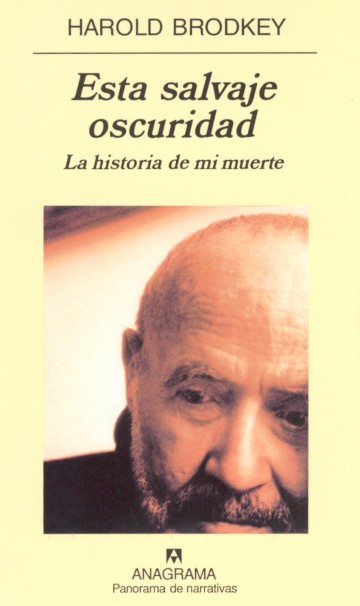 HAROLD BRODKEY
Esta salvaje
oscuridad
La historia de mi muerte
ANAGRAMA
Panorama de narrativas